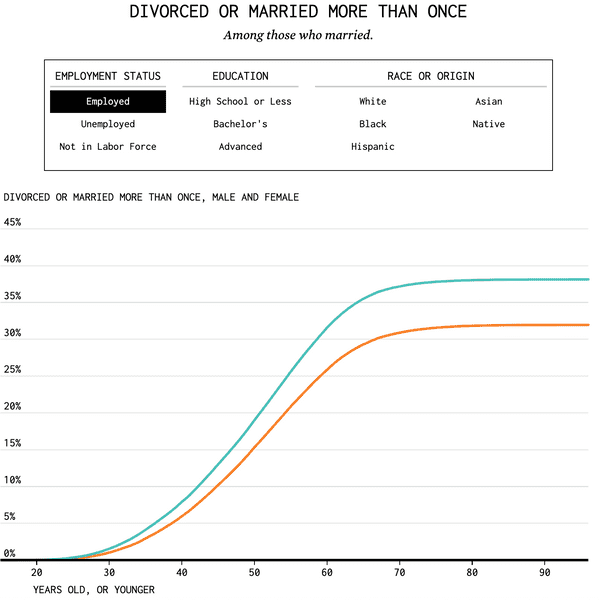 DIVORCED OR MARRIED MORE THAN ONCE
Among those who married.
EMPLOYMENT STATUS EDUCATION RACE OR ORIGIN
Employed High School or Less White Asian
Unemployed Bachelor's Black Native
Not in Labor Force Advanced Hispanic
DIVORCED OR MARRIED MORE THAN ONCE, MALE AND FEMALE
45%
40%
35%
30%
25%
20%
15%
10%
5%
0%
20 30 40 50 60 70 80 90
YEARS OLD, OR YOUNGER